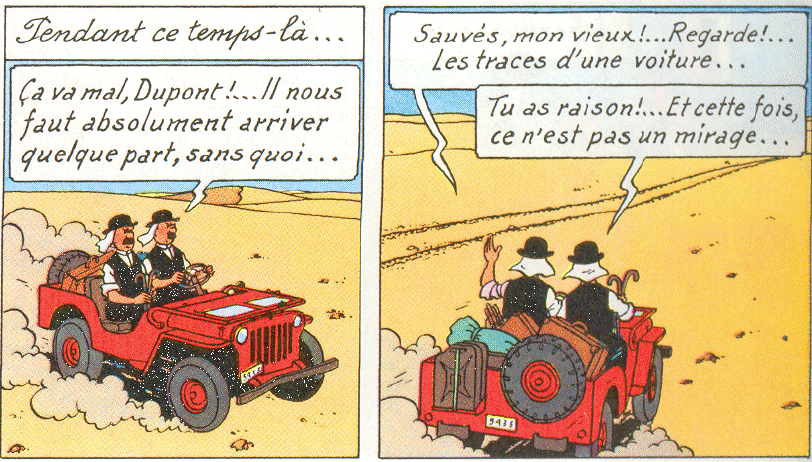 Pendant ce temps-là...
Ça va mal, Dupont!... Il nous
faut absolument arriver
quelque part, sans quoi...
Sauvés, mon vieux!... Regarde!...
Les traces d'une voiture...
Tu as raison!... Et cette fois,
ce n'est pas un mirage...
5433